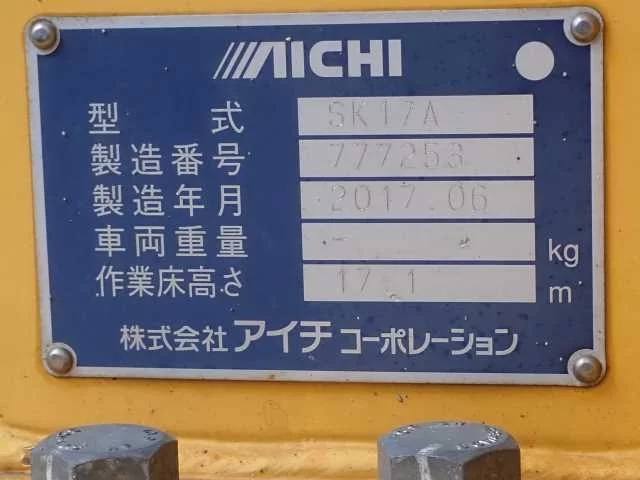 AICHI
型式 SK17A
製造番号 777253
製造年月 2017.06
車両重量 - kg
作業床高さ 17.1 m
株式会社アイチコーポレーション